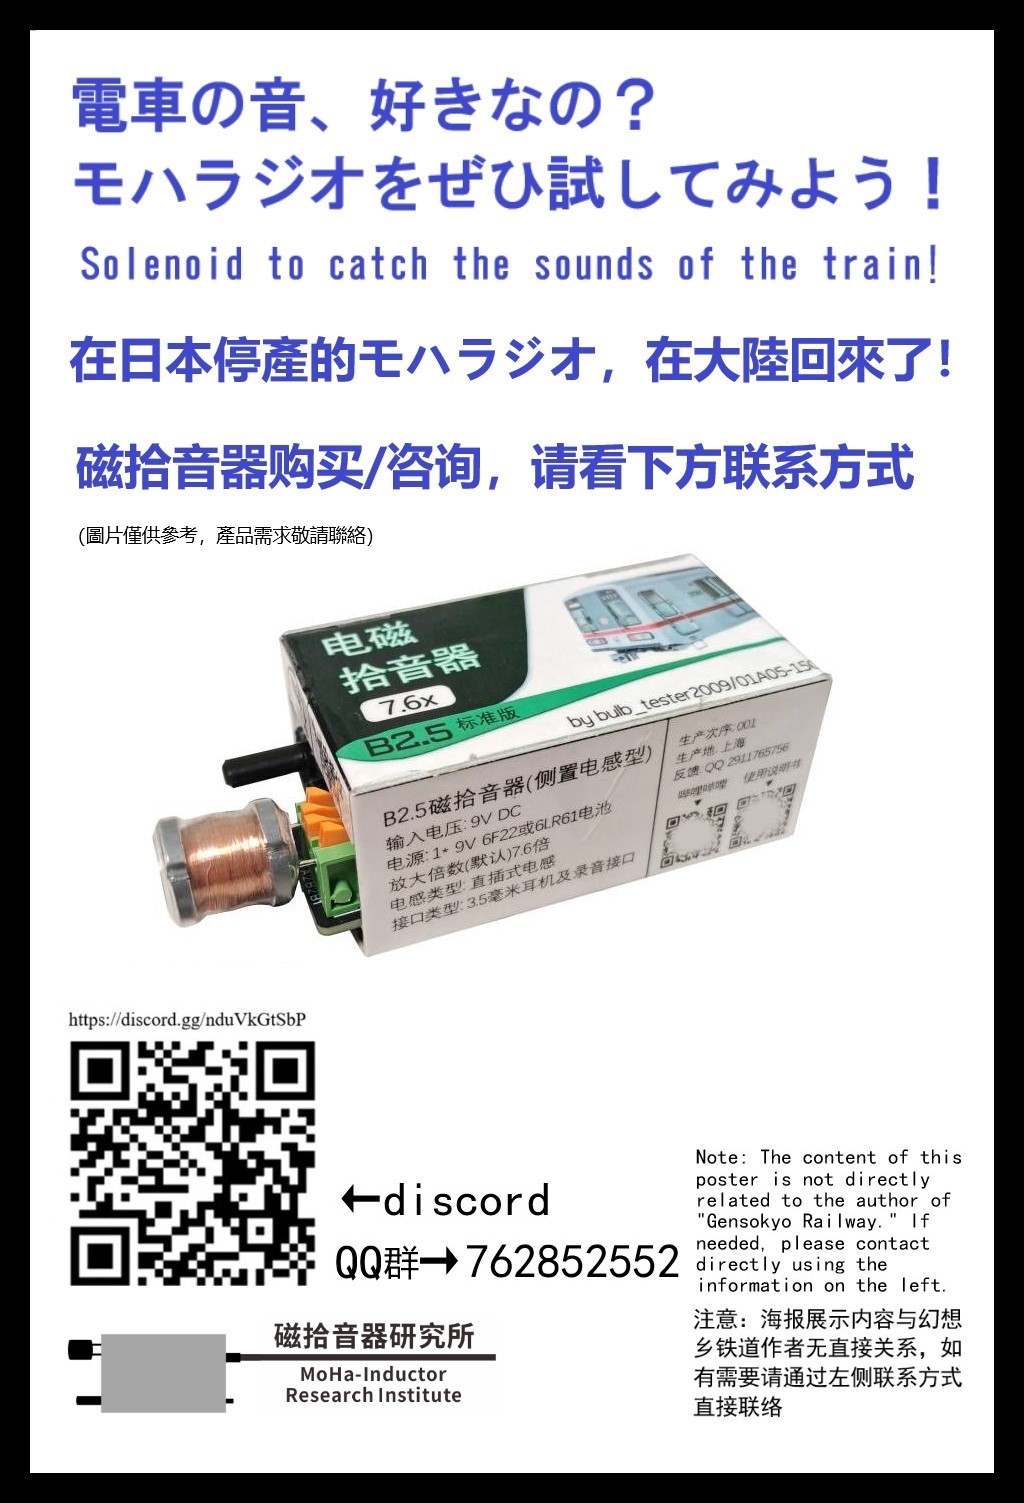 電車の音、好きなの？
モハラジオをぜひ試してみよう！
Solenoid to catch the sounds of the train!
在日本停產的モハラジオ，在大陸回來了!
磁拾音器购买/咨询，请看下方联系方式
(圖片僅供參考，產品需求敬請聯絡)
电磁
拾音器
7.6x
B2.5 标准版
by bulb_tester2009/01A05-150
B2.5磁拾音器(侧置电感型)
输入电压: 9V DC
电源: 1* 9V 6F22或6LR61电池
放大倍数(默认)7.6倍
电感类型: 直插式电感
接口类型: 3.5毫米耳机及录音接口
生产次序: 001
生产地: 上海
反馈: QQ 2911765756
哔哩哔哩 使用说明书
https://discord.gg/nduVkGtSbP
←discord
QQ群→762852552
磁拾音器研究所
MoHa-Inductor
Research Institute
Note: The content of this
poster is not directly
related to the author of
"Gensokyo Railway." If
needed, please contact
directly using the
information on the left.
注意：海报展示内容与幻想
乡铁道作者无直接关系，如
有需要请通过左侧联系方式
直接联络